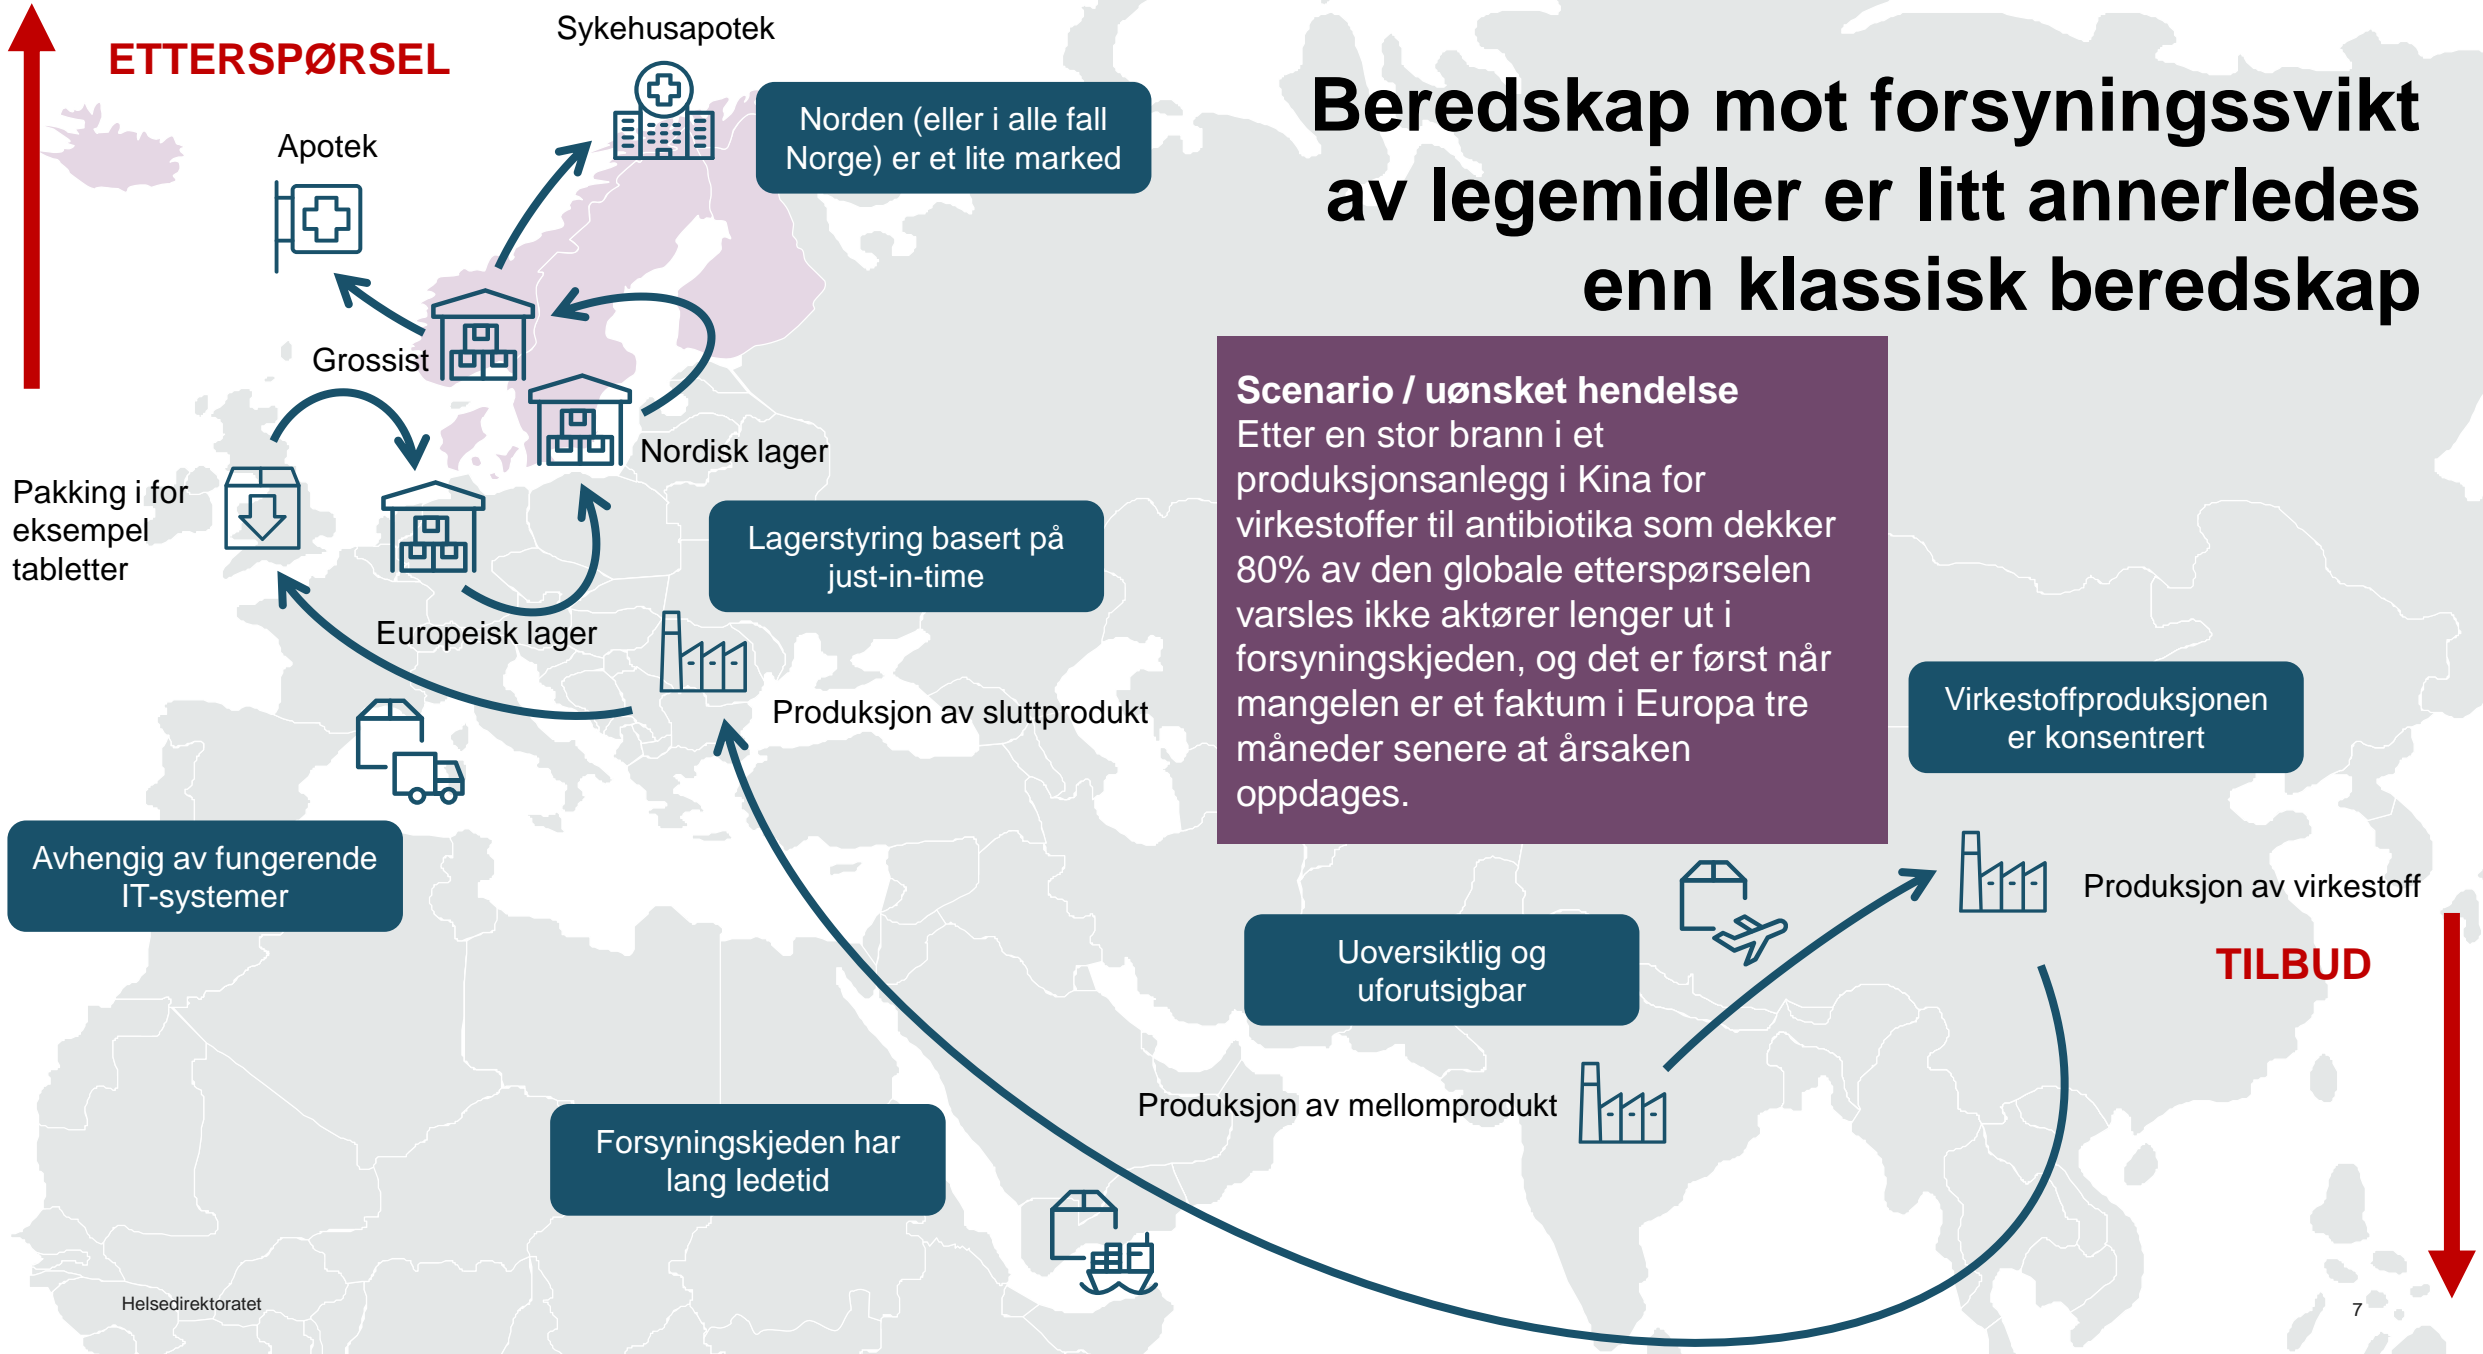 ETTERSPØRSEL
Sykehusapotek
Apotek
Norden (eller i alle fall
Norge) er et lite marked
Beredskap mot forsyningssvikt
av legemidler er litt annerledes
enn klassisk beredskap
Grossist
Nordisk lager
Pakking i for
eksempel
tabletter
Lagerstyring basert på
just-in-time
Europeisk lager
Produksjon av sluttprodukt
Scenario / uønsket hendelse
Etter en stor brann i et
produksjonsanlegg i Kina for
virkestoffer til antibiotika som dekker
80% av den globale etterspørselen
varsles ikke aktører lenger ut i
forsyningskjeden, og det er først når
mangelen er et faktum i Europa tre
måneder senere at årsaken
oppdages.
Virkestoffproduksjonen
er konsentrert
Avhengig av fungerende
IT-systemer
Produksjon av virkestoff
TILBUD
Uoversiktlig og
uforutsigbar
Produksjon av mellomprodukt
Forsyningskjeden har
lang ledetid
Helsedirektoratet
7